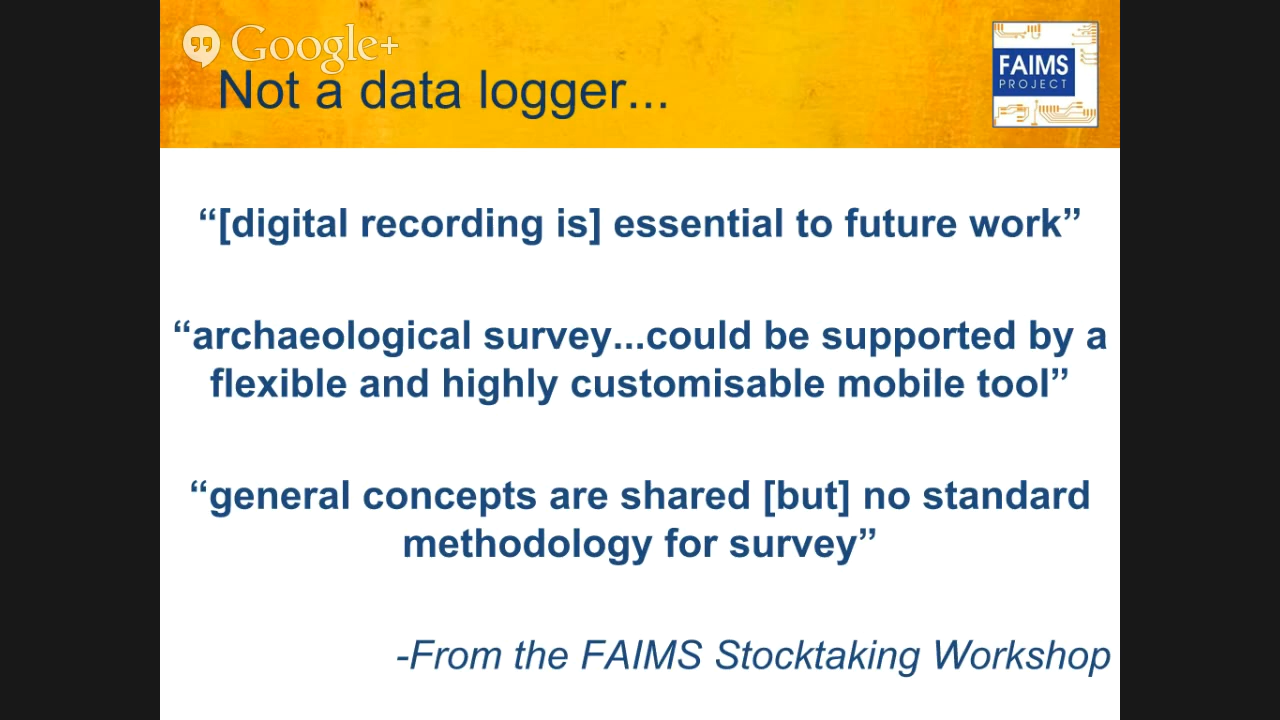 Google+
Not a data logger...
FAIMS
PROJECT
“[digital recording is] essential to future work”
“archaeological survey...could be supported by a
flexible and highly customisable mobile tool”
“general concepts are shared [but] no standard
methodology for survey”
-From the FAIMS Stocktaking Workshop